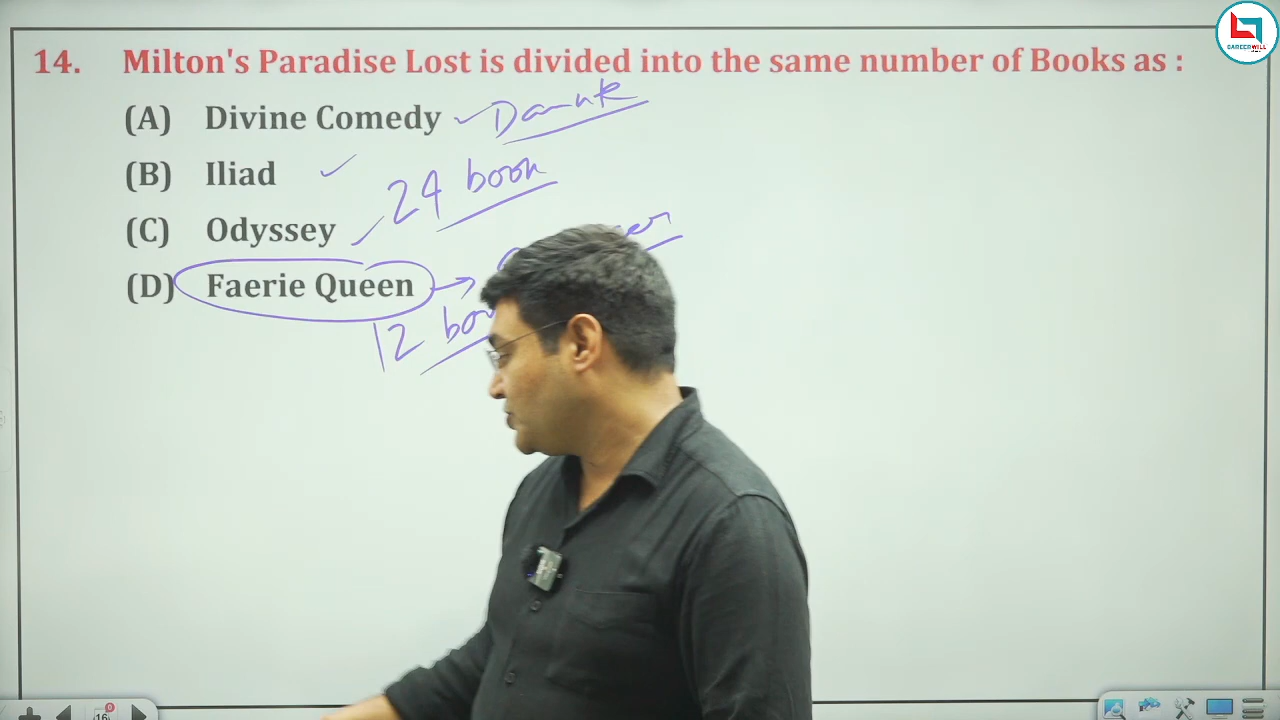 CAREERWILL
14. Milton's Paradise Lost is divided into the same number of Books as :
(A) Divine Comedy
(B) Iliad
24 book
(C) Odyssey
(D) Faerie Queen
12